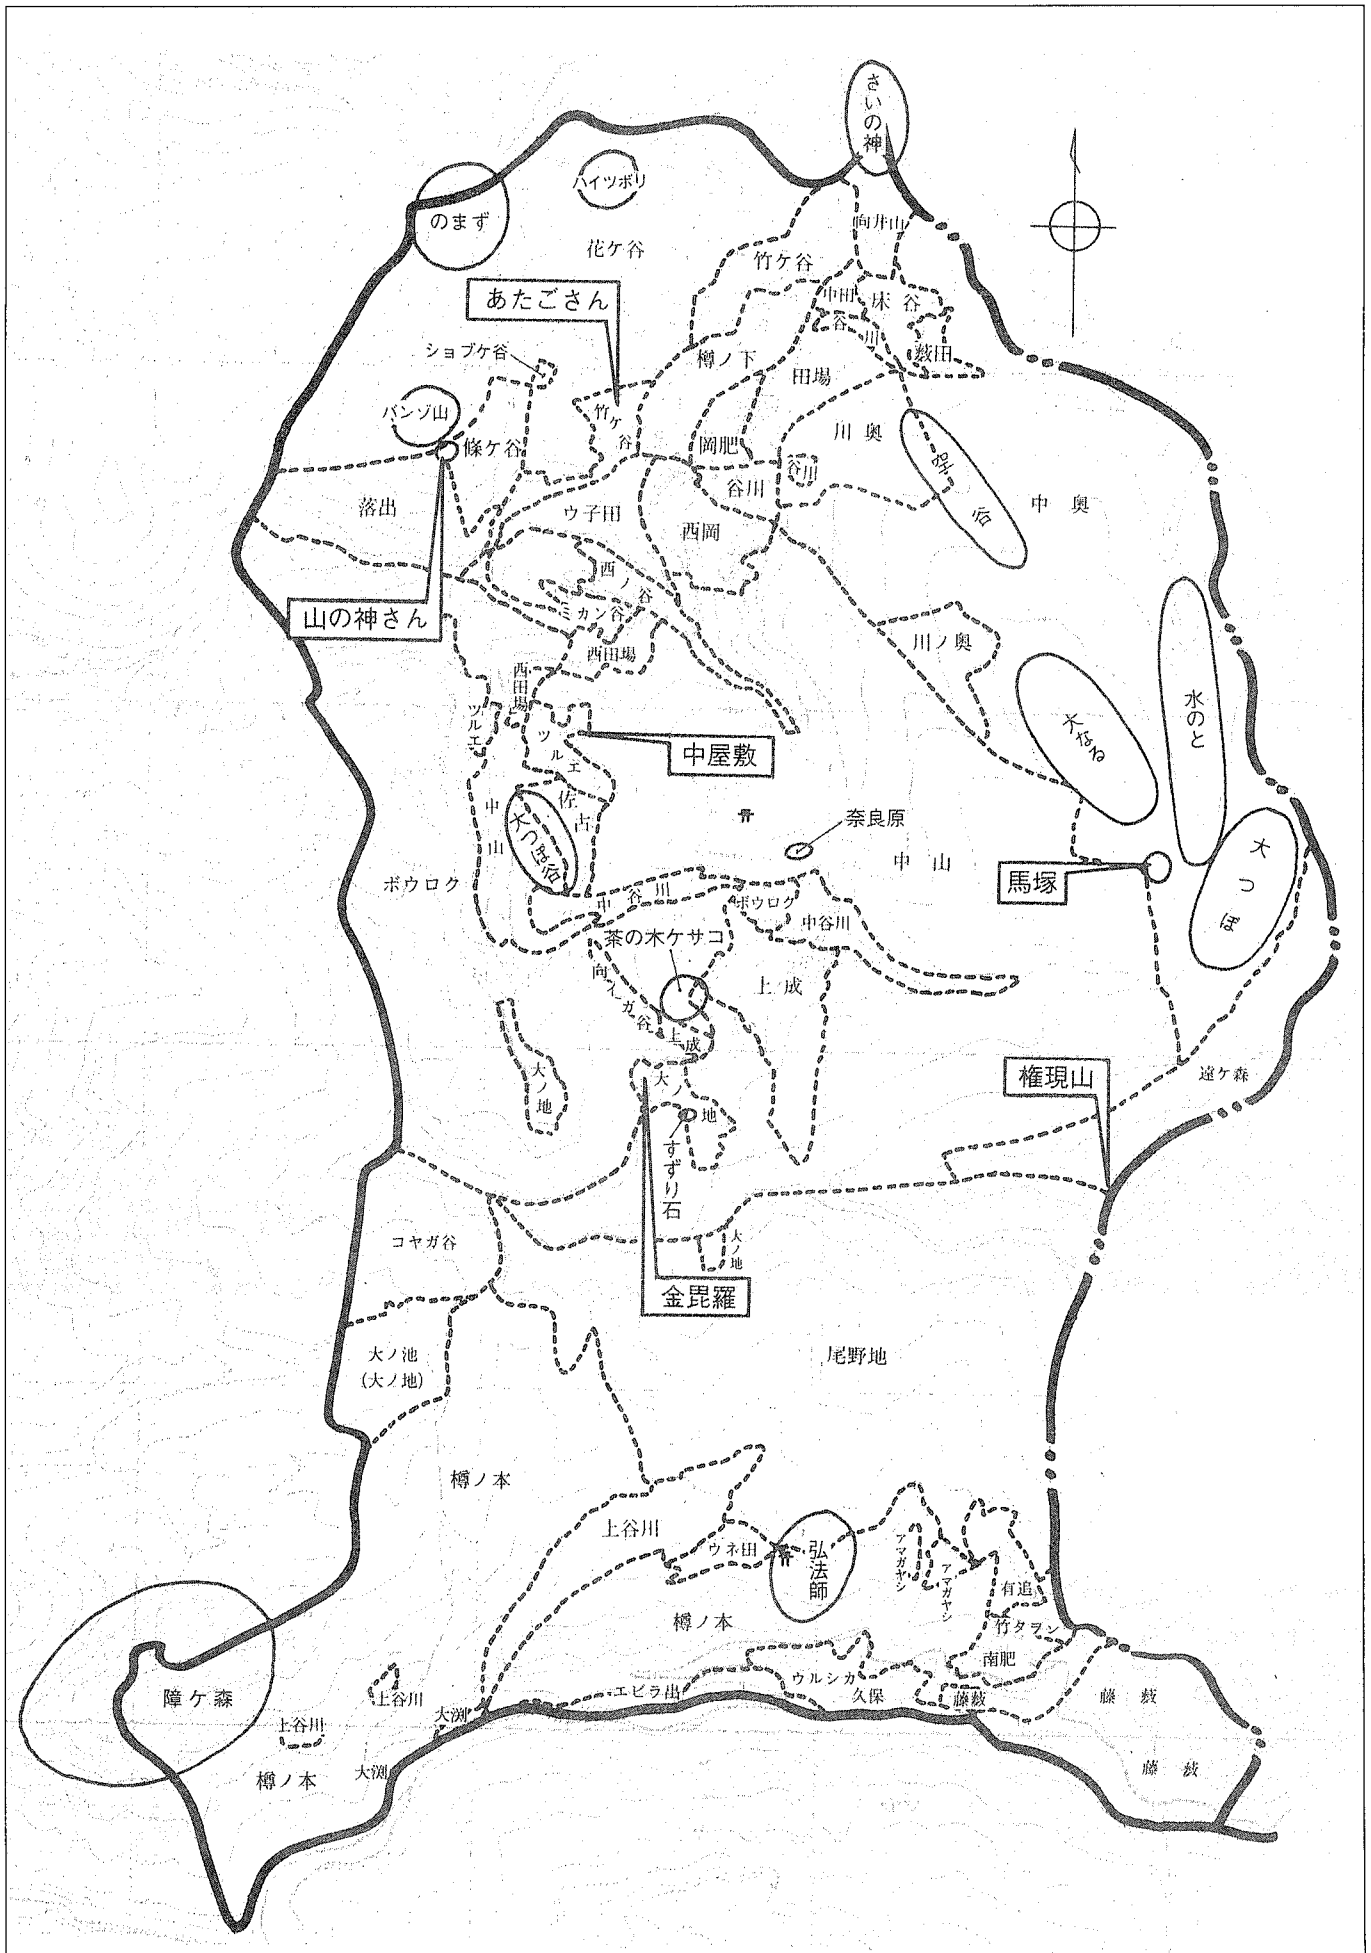 さいの神
ハイツボリ
のまず
向井山
花ケ谷
竹ケ谷
あたごさん
中田
床谷
谷川
薮田
ショブケ谷
樽ノ下
田場
バンゾ山
竹ケ谷
川奥
條ケ谷
岡肥
谷川
空谷
谷川
中奥
落出
ウ子田
西岡
西ノ谷
ミカン谷
山の神さん
川ノ奥
西田場
西田場
水のと
大なる
ツルエ
ツルエ
中屋敷
佐古
中山
大つぼ谷
奈良原
中山
大つぼ
馬塚
ボウロク
中谷川
ボウロク
中谷川
茶の木ケサコ
向イガ谷
上成
上成
大ノ地
大ノ地
権現山
遠ケ森
すずり石
コヤガ谷
大ノ地
金毘羅
大ノ池
(大ノ地)
尾野地
樽ノ本
上谷川
ウネ田
弘法師
アマガヤシ
アマガヤシ
有追
竹タヲシ
樽ノ本
南肥
障ケ森
上谷川
エビラ出
ウルシカ
久保
藤薮
藤薮
上谷川
大渕
樽ノ本
大渕
藤薮